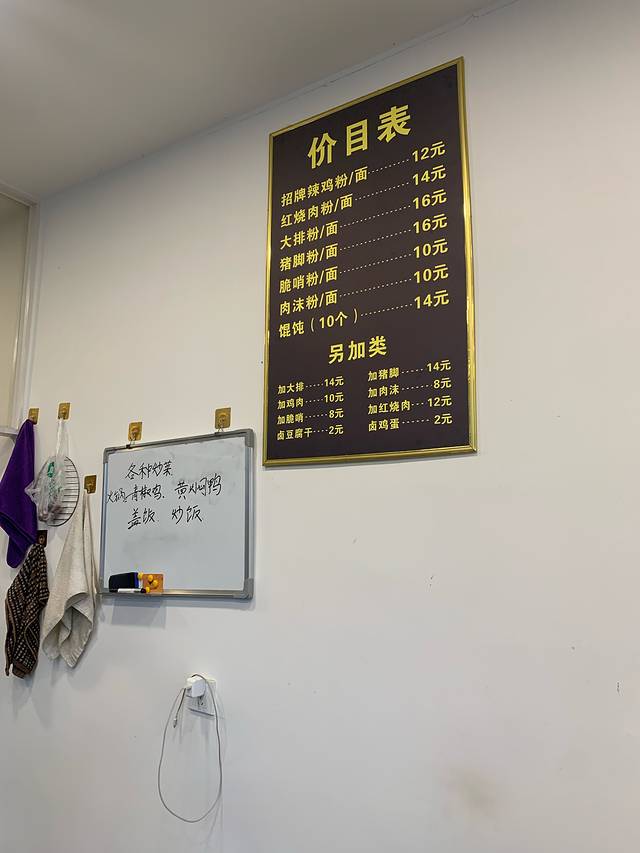 价目表
招牌辣鸡粉/面············12元
红烧肉粉/面············14元
大排粉/面············16元
猪脚粉/面············16元
脆哨粉/面············10元
肉沫粉/面············10元
馄饨（10个）············14元
另加类
加大排·····14元
加鸡肉·····10元
加脆哨·····8元
卤豆腐干···2元
加猪脚·····14元
加肉沫······8元
加红烧肉···12元
卤鸡蛋·····2元
各种炒菜
火锅：青椒鸡、黄焖鸭
盖饭、炒饭